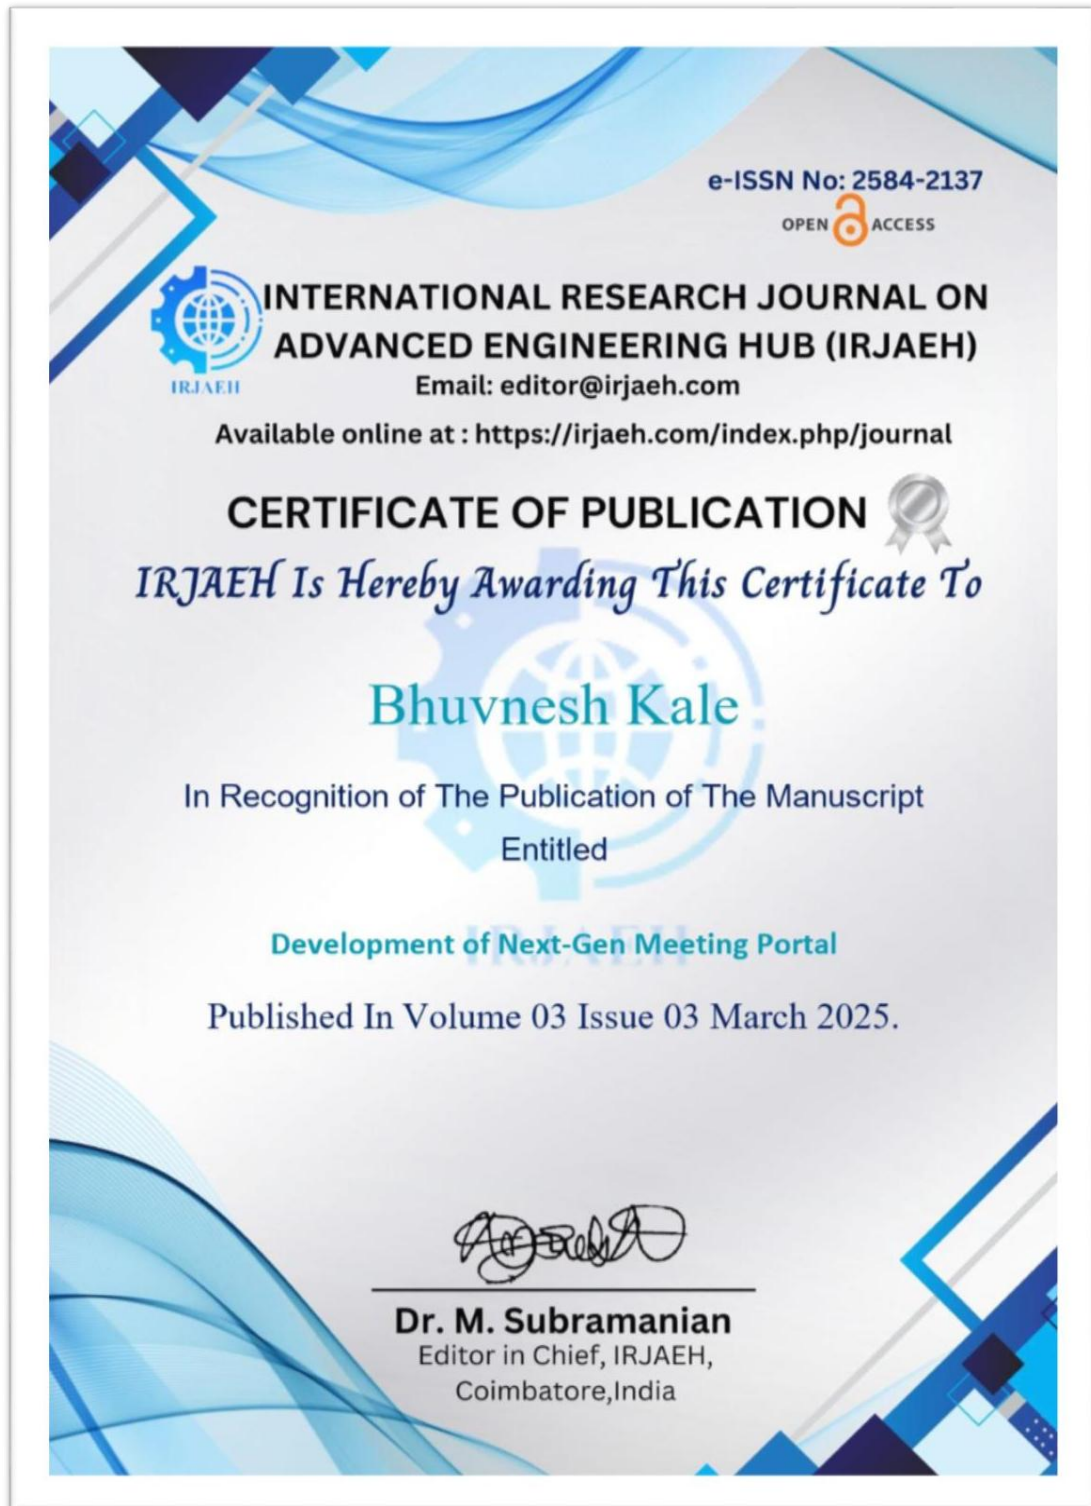 e-ISSN No: 2584-2137
OPEN ACCESS
INTERNATIONAL RESEARCH JOURNAL ON
ADVANCED ENGINEERING HUB (IRJAEH)
IRJAEH
Email: editor@irjaeh.com
Available online at : https://irjaeh.com/index.php/journal
CERTIFICATE OF PUBLICATION
IRJAEH Is Hereby Awarding This Certificate To
Bhuvnesh Kale
In Recognition of The Publication of The Manuscript
Entitled
IRJAEH
Development of Next-Gen Meeting Portal
Published In Volume 03 Issue 03 March 2025.
Dr. M. Subramanian
Editor in Chief, IRJAEH,
Coimbatore,India